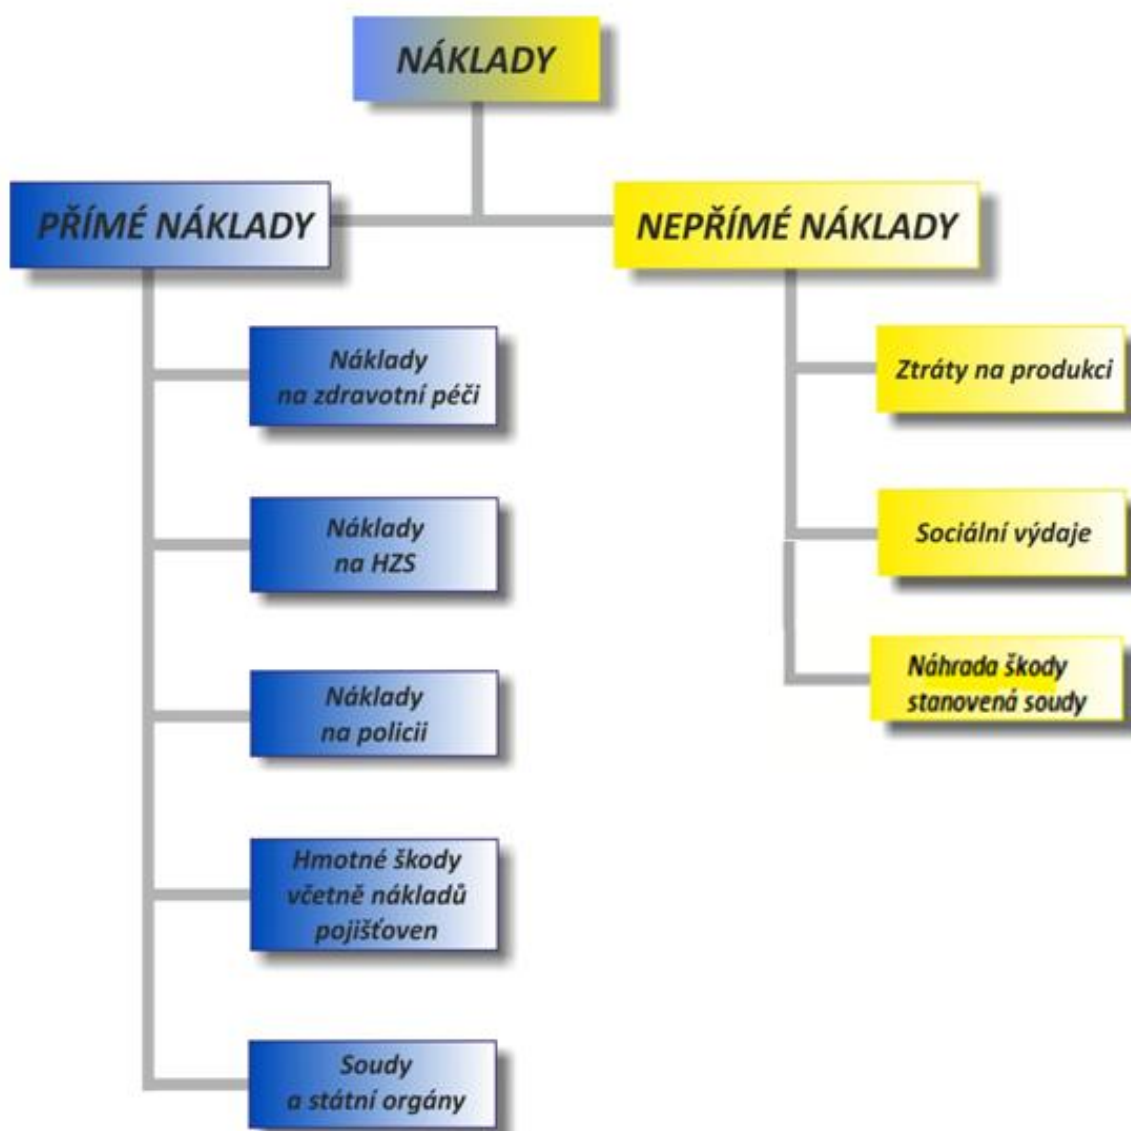 NÁKLADY
PŘÍMÉ NÁKLADY
NEPŘÍMÉ NÁKLADY
Náklady
na zdravotní péči
Náklady
na HZS
Náklady
na policii
Hmotné škody
včetně nákladů
pojišťoven
Soudy
a státní orgány
Ztráty na produkci
Sociální výdaje
Náhrada škody
stanovená soudy